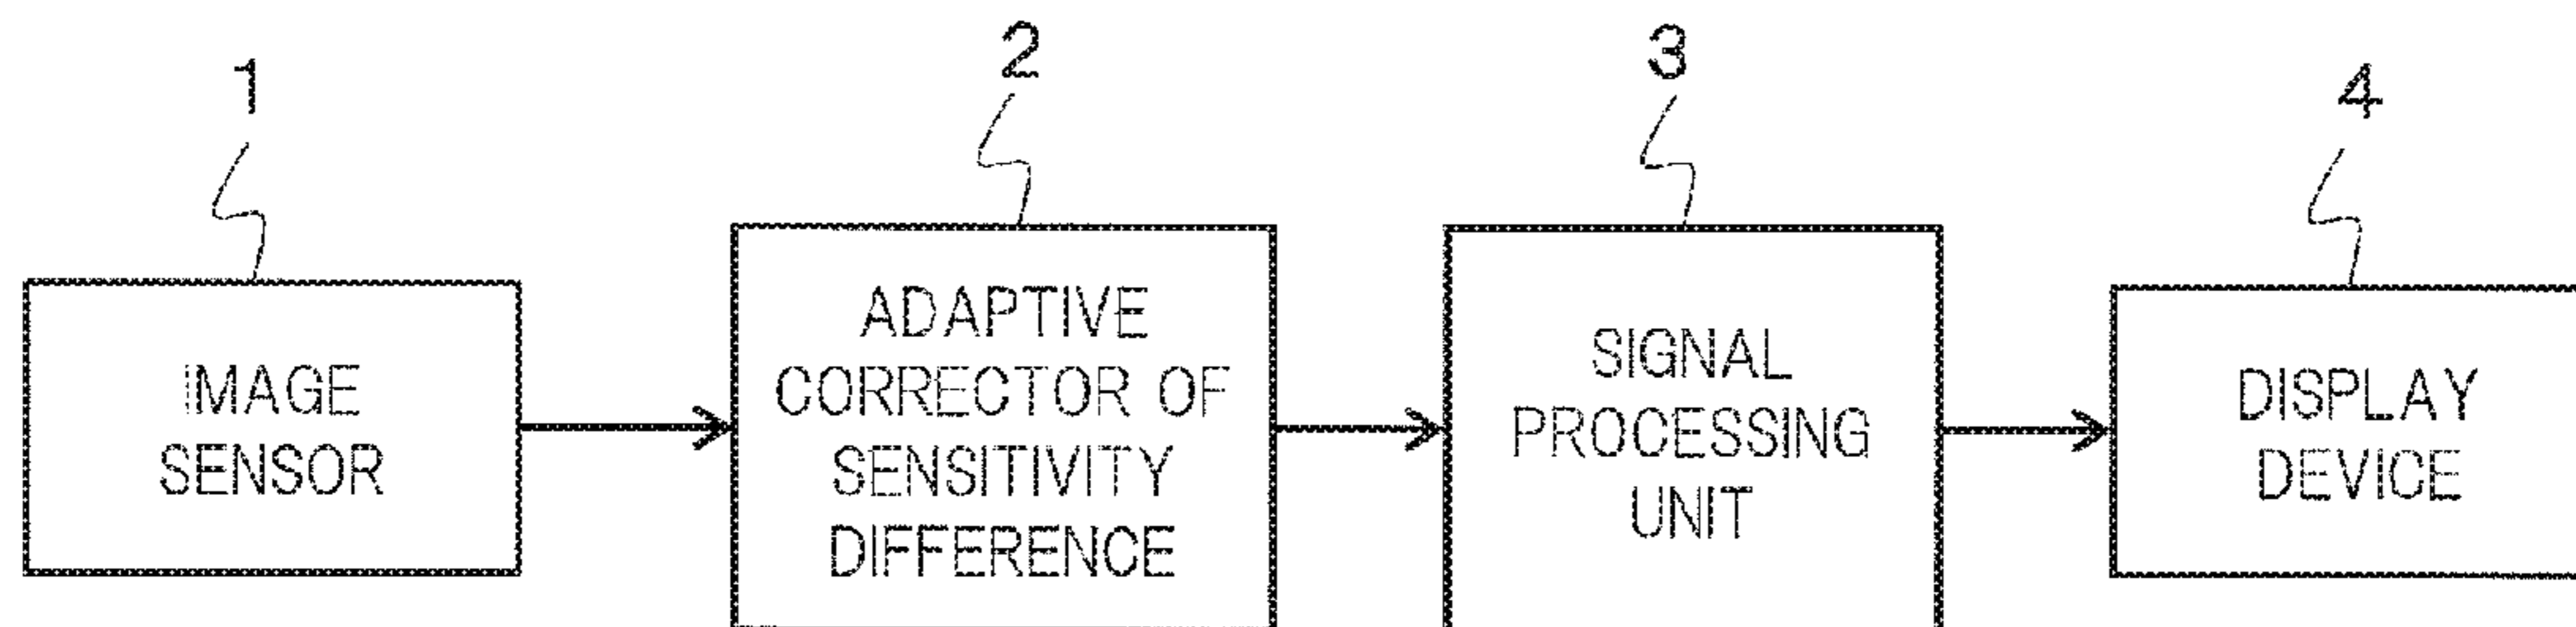 1
2
3
4
IMAGE
SENSOR
ADAPTIVE
CORRECTOR OF
SENSITIVITY
DIFFERENCE
SIGNAL
PROCESSING
UNIT
DISPLAY
DEVICE